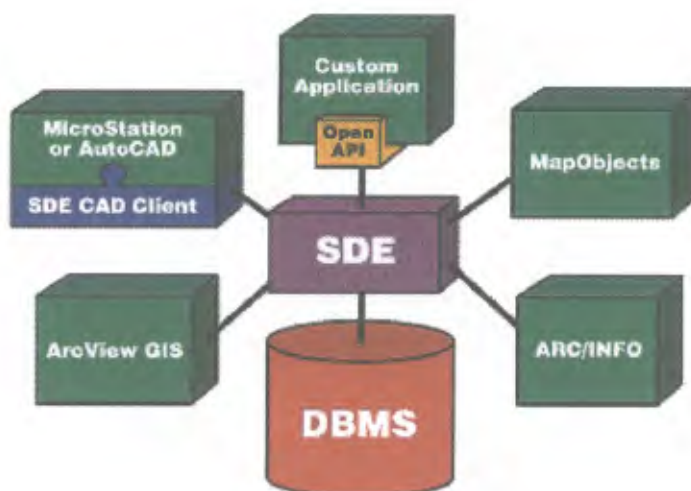 Custom
Application
Open
API
MicroStation
or AutoCAD
SDE CAD Client
MapObjects
SDE
ArcView GIS
ARC/INFO
DBMS